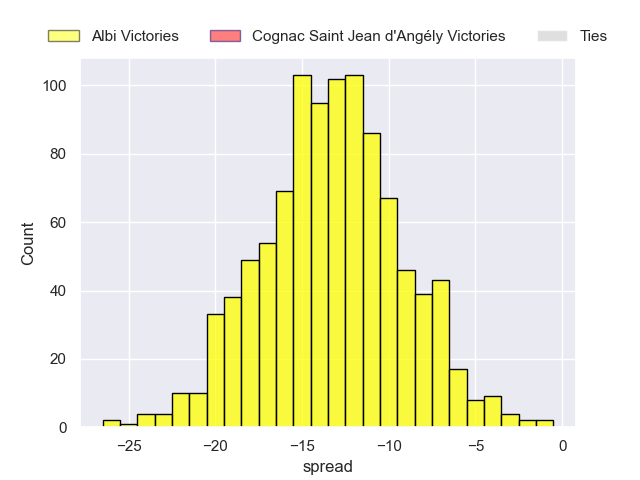 Albi Victories
Cognac Saint Jean d'Angély Victories
Ties
100
80
60
40
20
0
Count
−25
−20
−15
−10
−5
0
spread